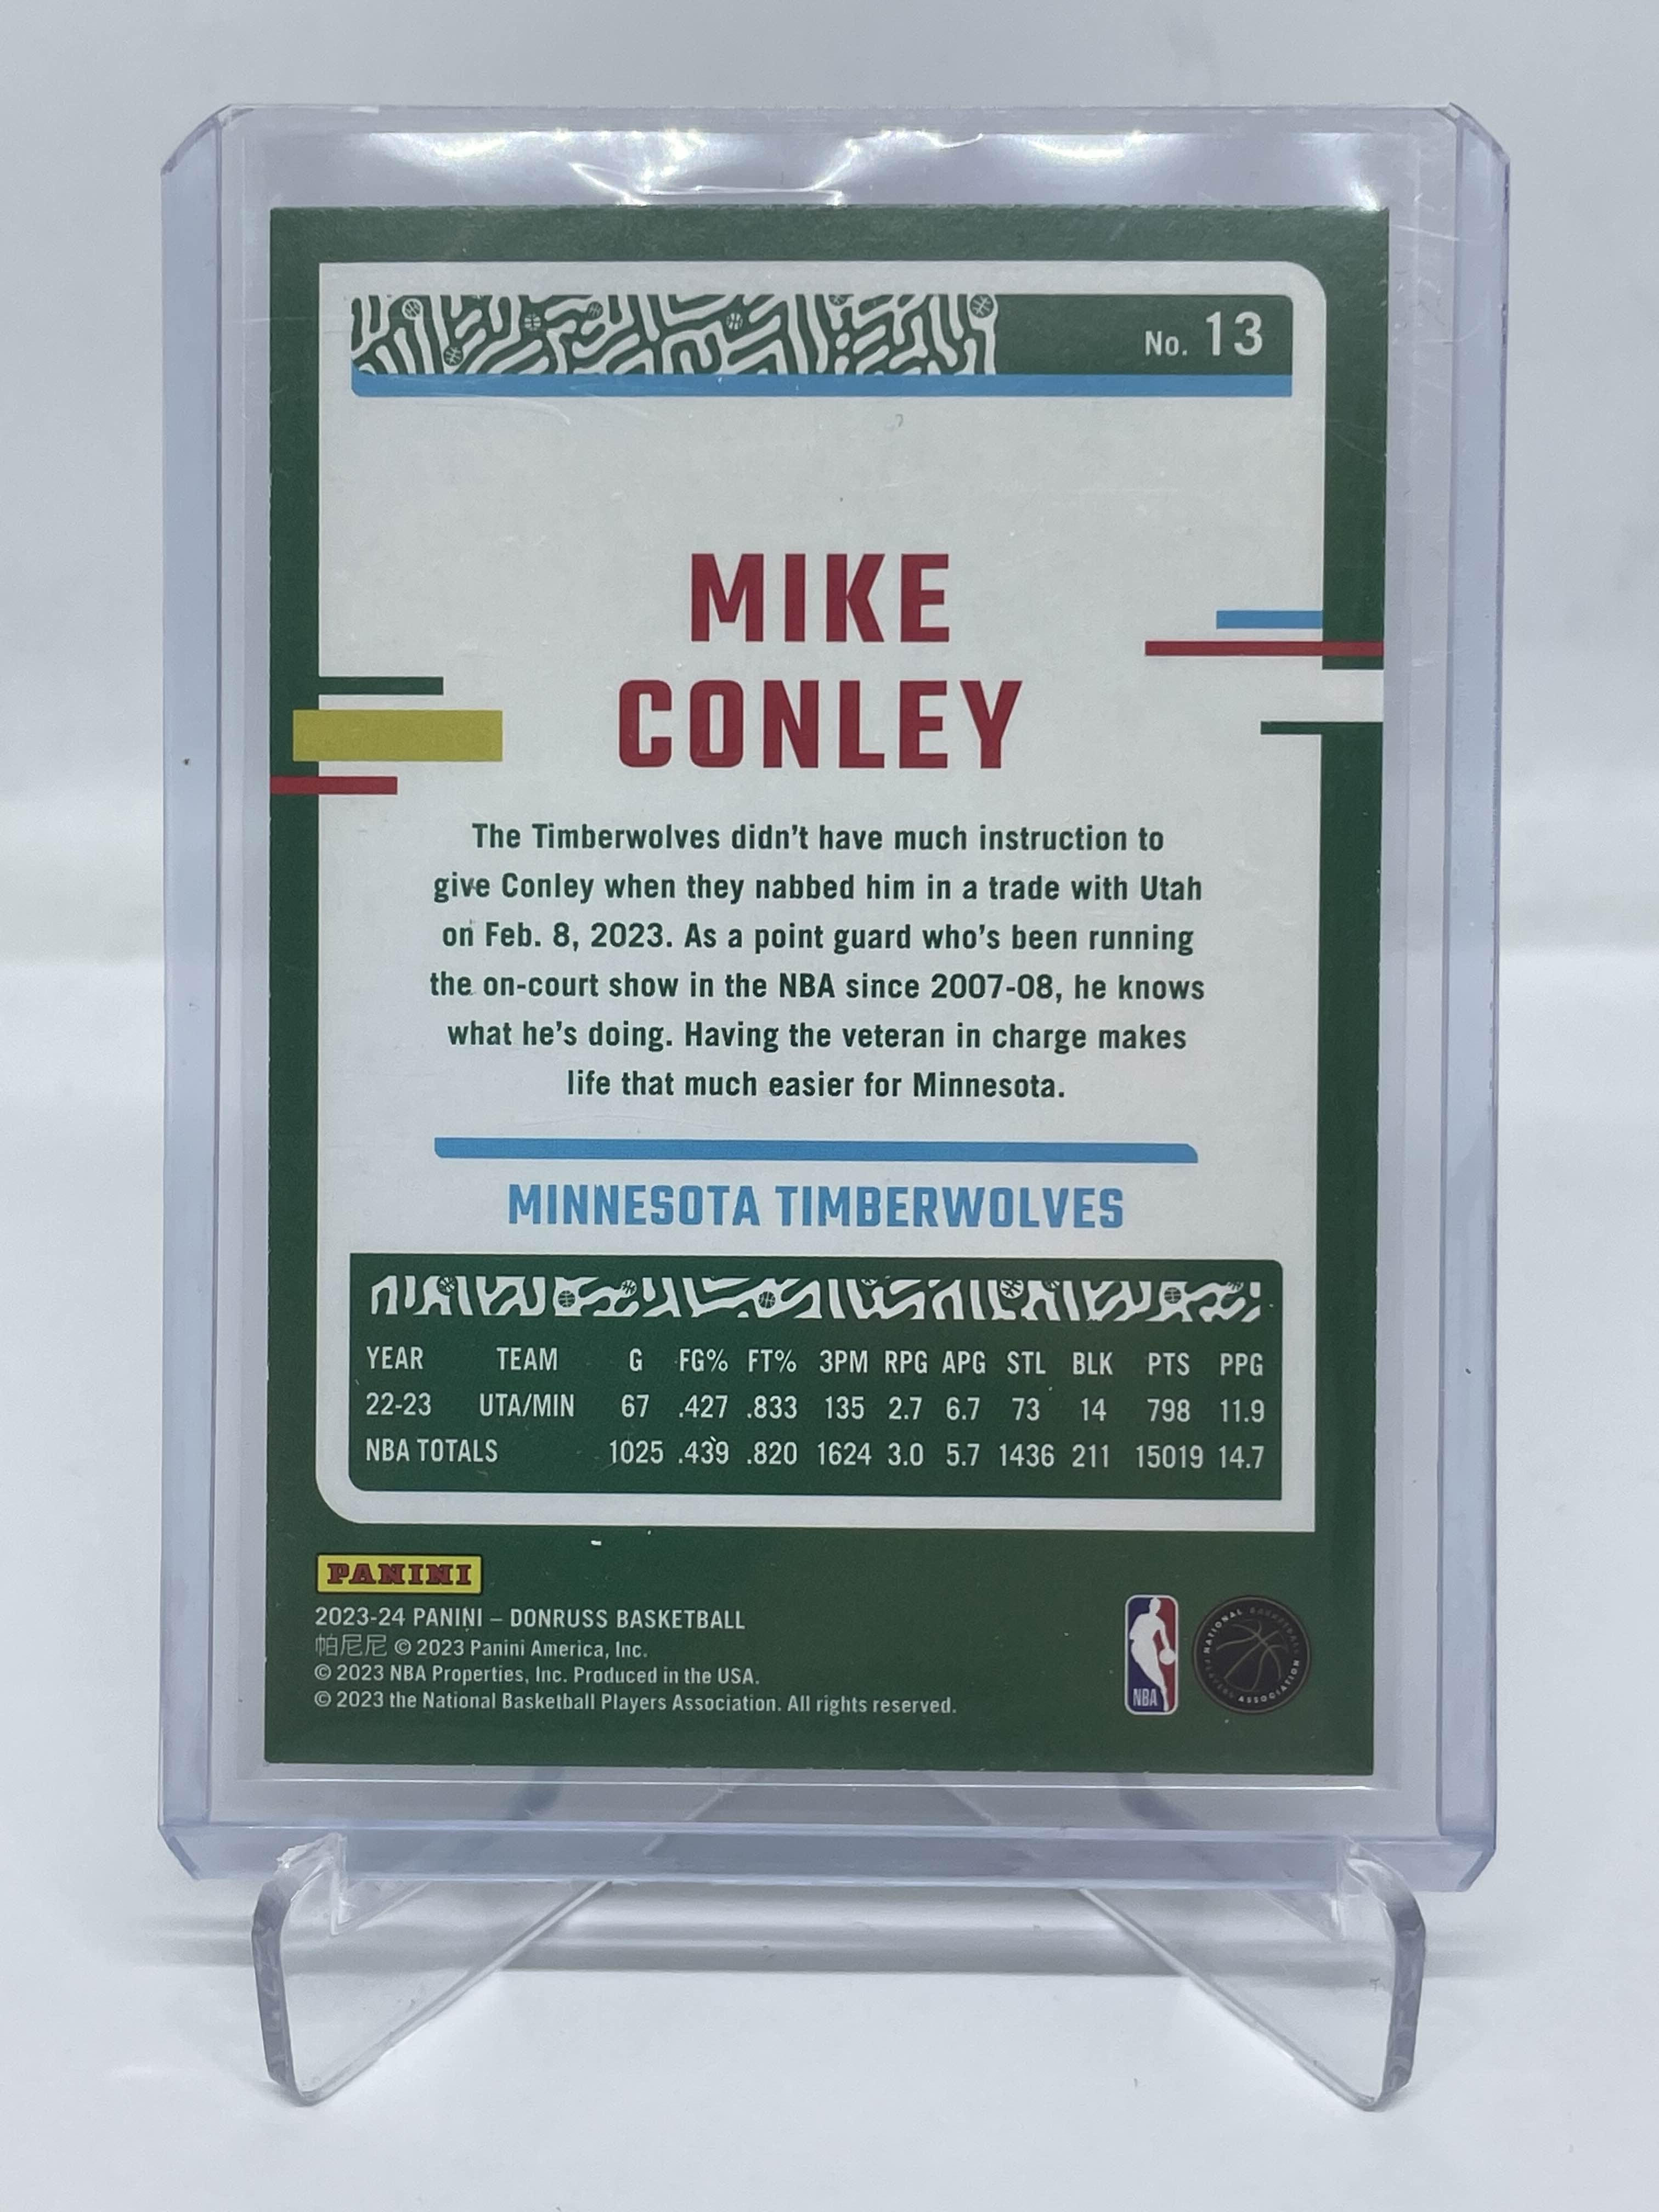 No. 13
MIKE
CONLEY
The Timberwolves didn't have much instruction to
give Conley when they nabbed him in a trade with Utah
on Feb. 8, 2023. As a point guard who's been running
the on-court show in the NBA since 2007-08, he knows
what he's doing. Having the veteran in charge makes
life that much easier for Minnesota.
MINNESOTA TIMBERWOLVES
YEAR TEAM G FG% FT% 3PM RPG APG STL BLK PTS PPG
22-23 UTA/MIN 67 .427 .833 135 2.7 6.7 73 14 798 11.9
NBA TOTALS 1025 .439 .820 1624 3.0 5.7 1436 211 15019 14.7
PANINI
2023-24 PANINI – DONRUSS BASKETBALL
帕尼尼 © 2023 Panini America, Inc.
© 2023 NBA Properties, Inc. Produced in the USA.
© 2023 the National Basketball Players Association. All rights reserved.
NBA
NATIONAL BASKETBALL PLAYERS ASSOCIATION